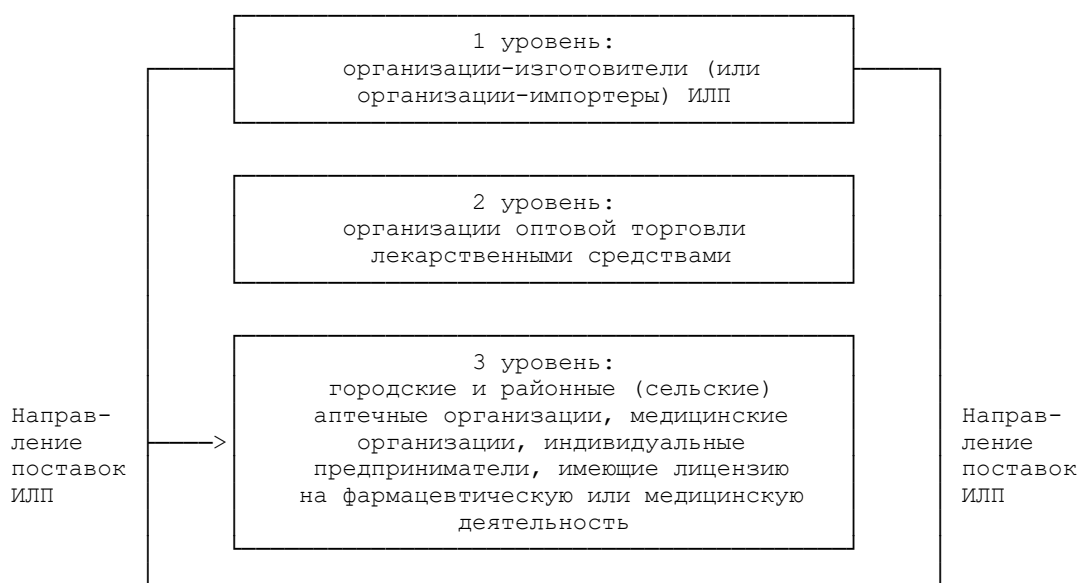 1 уровень:
организации-изготовители (или
организации-импортеры) ИЛП
2 уровень:
организации оптовой торговли
лекарственными средствами
3 уровень:
городские и районные (сельские)
аптечные организации, медицинские
организации, индивидуальные
предприниматели, имеющие лицензию
на фармацевтическую или медицинскую
деятельность
Направ-
ление
поставок
ИЛП
Направ-
ление
поставок
ИЛП